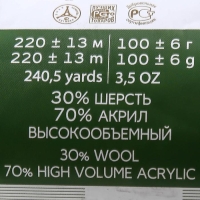 220 ± 13 м 100 ± 6 г
220 ± 13 m 100 ± 6 g
240,5 yards 3,5 OZ
30% ШЕРСТЬ
70% АКРИЛ
ВЫСОКООБЪЕМНЫЙ
30% WOOL
70% HIGH VOLUME ACRYLIC